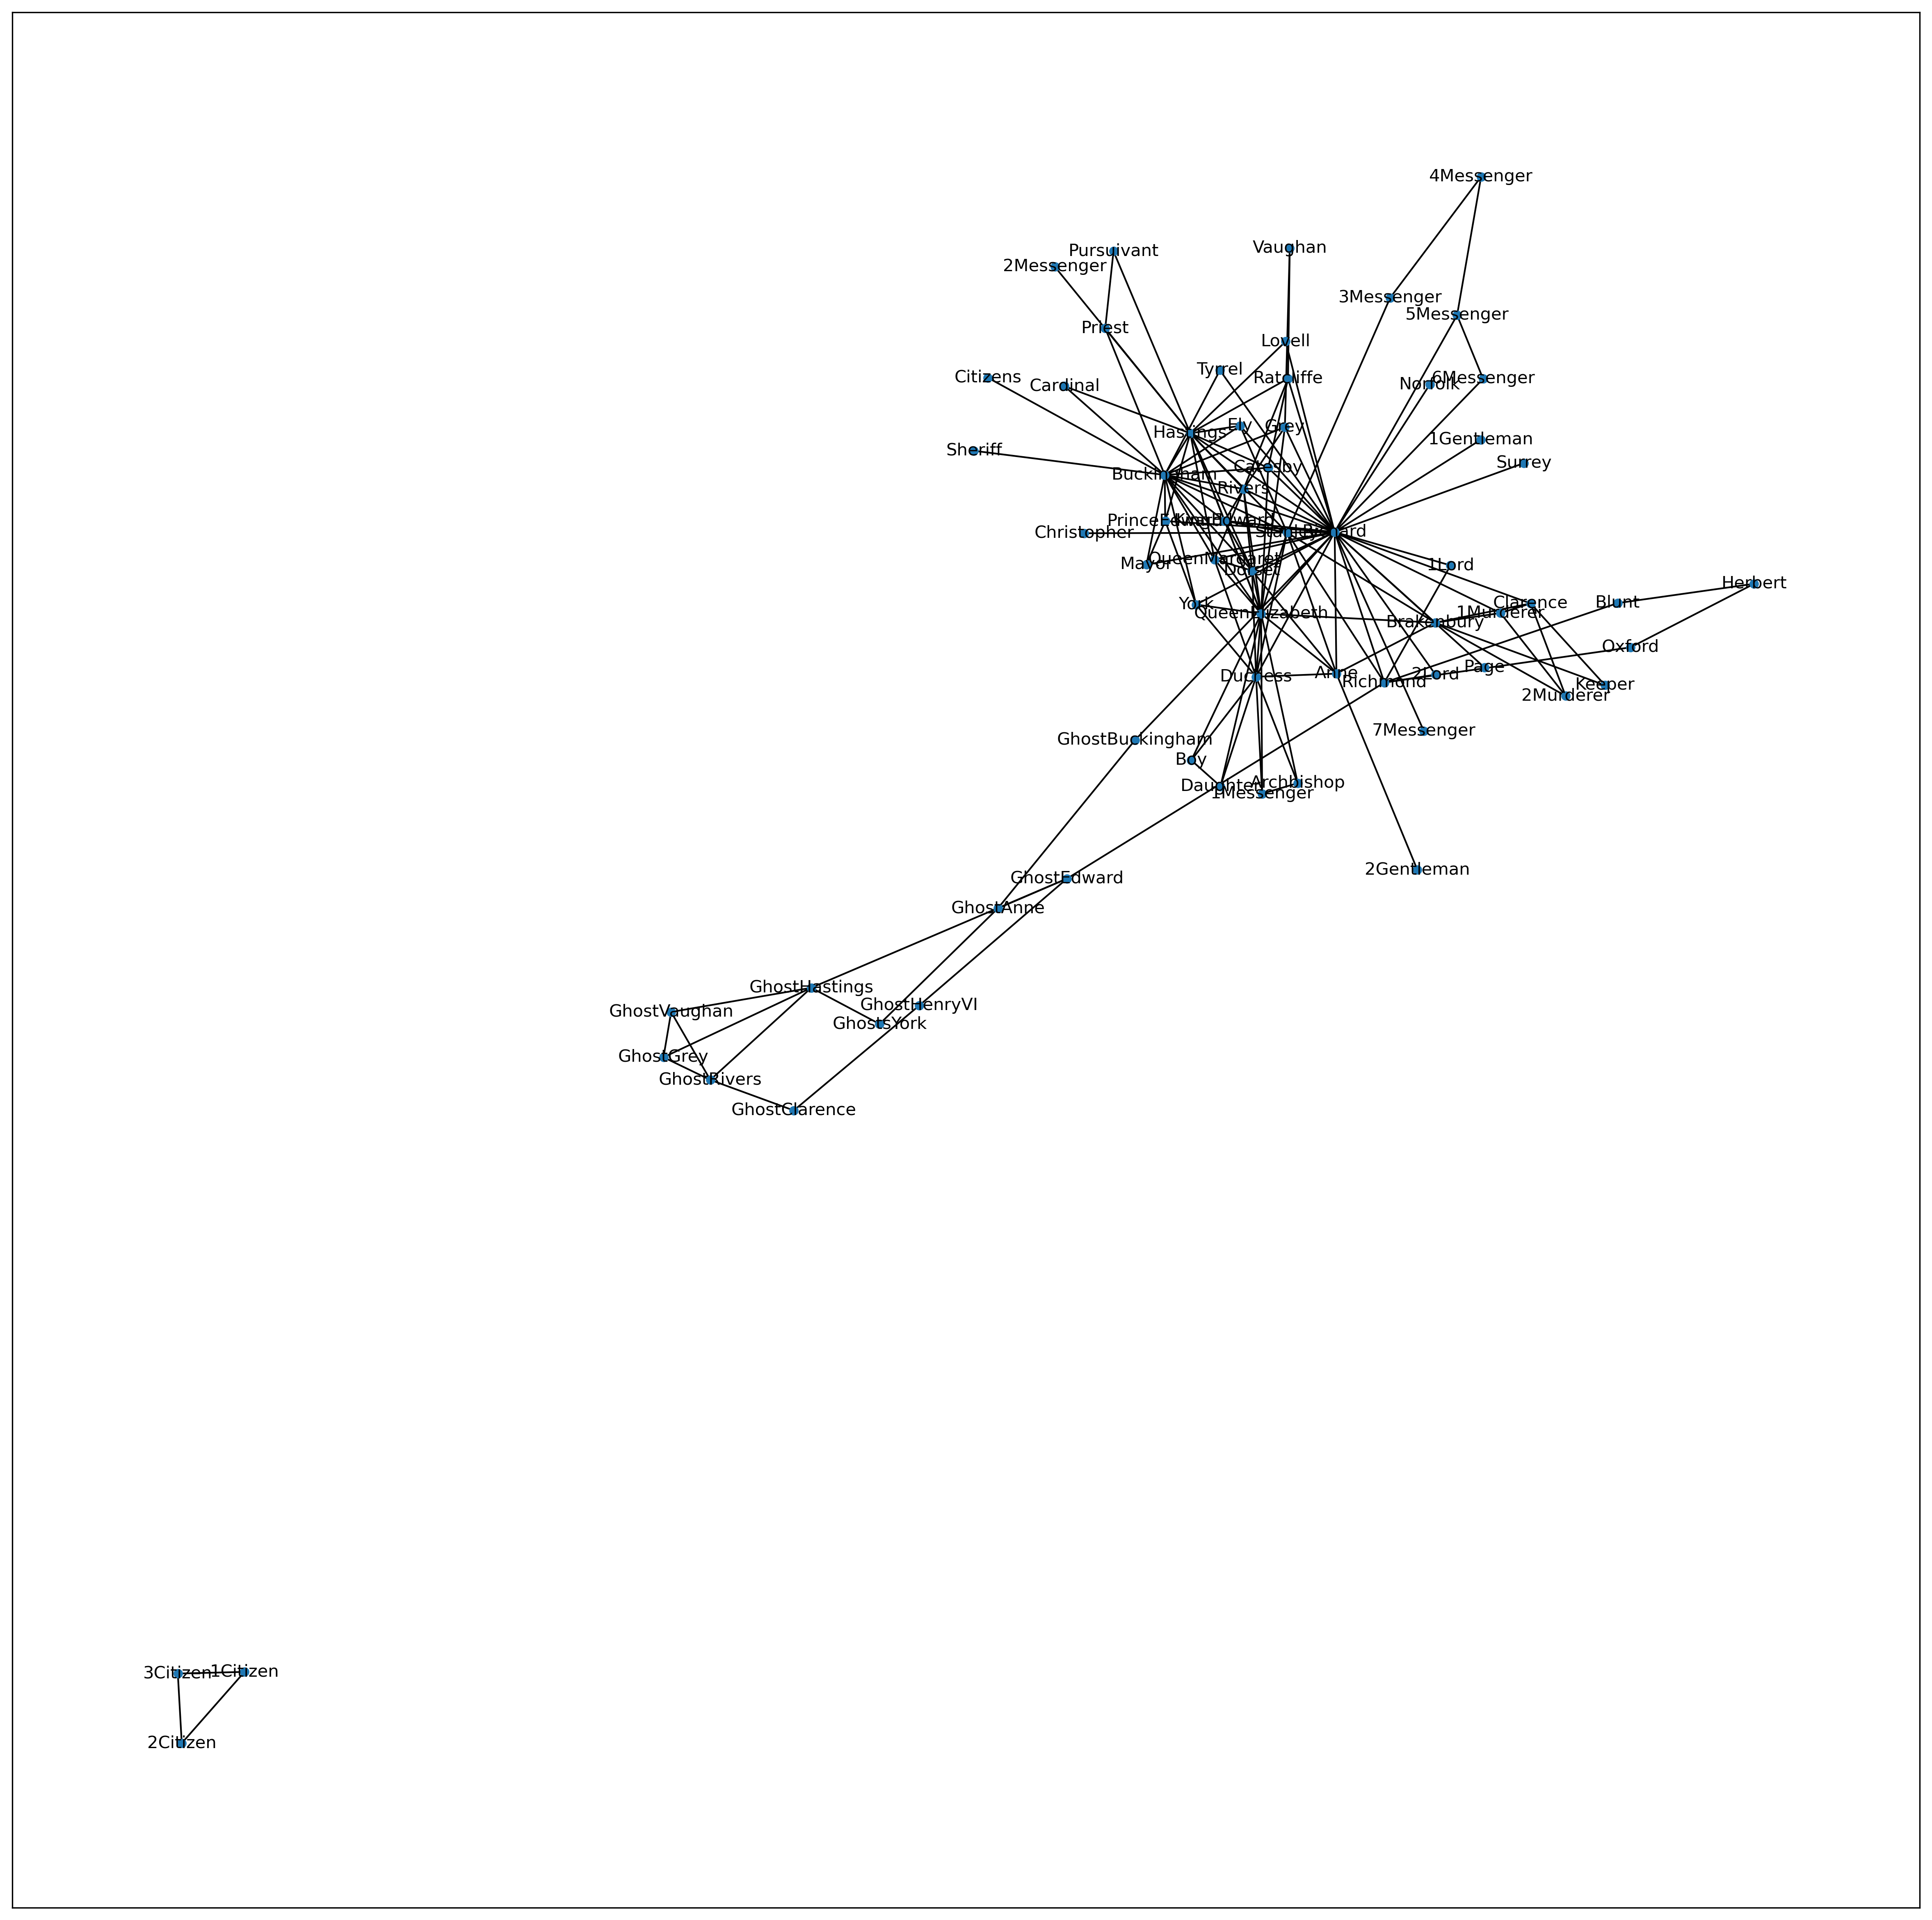 4Messenger
Vaughan
Pursuivant
2Messenger
3Messenger
5Messenger
Priest
Lovell
Tyrrel
Citizens
Cardinal
Ratcliffe
Norfolk
6Messenger
Hastings
Ely
Grey
1Gentleman
Sheriff
Surrey
Buckingham
Catesby
Rivers
PrinceEdward
KingEdward
Christopher
Stanley
Richard
Mayor
QueenMargaret
Dorset
1Lord
Herbert
York
QueenElizabeth
Clarence
Blunt
1Murderer
Brakenbury
Oxford
Duchess
Anne
Richmond
2Lord
Page
2Murderer
Keeper
GhostBuckingham
7Messenger
Boy
Daughter
1Messenger
Archbishop
2Gentleman
GhostEdward
GhostAnne
GhostHastings
GhostHenryVI
GhostVaughan
GhostsYork
GhostGrey
GhostRivers
GhostClarence
3Citizen
1Citizen
2Citizen